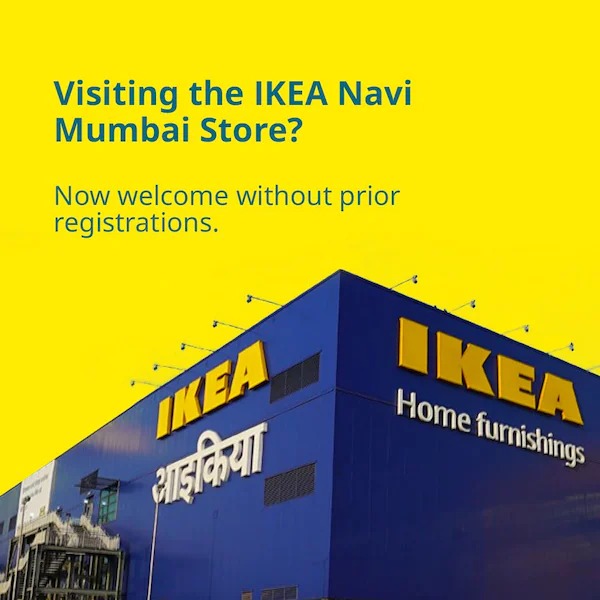 Visiting the IKEA Navi
Mumbai Store?
Now welcome without prior
registrations.
IKEA
आइकिया
IKEA
Home furnishings